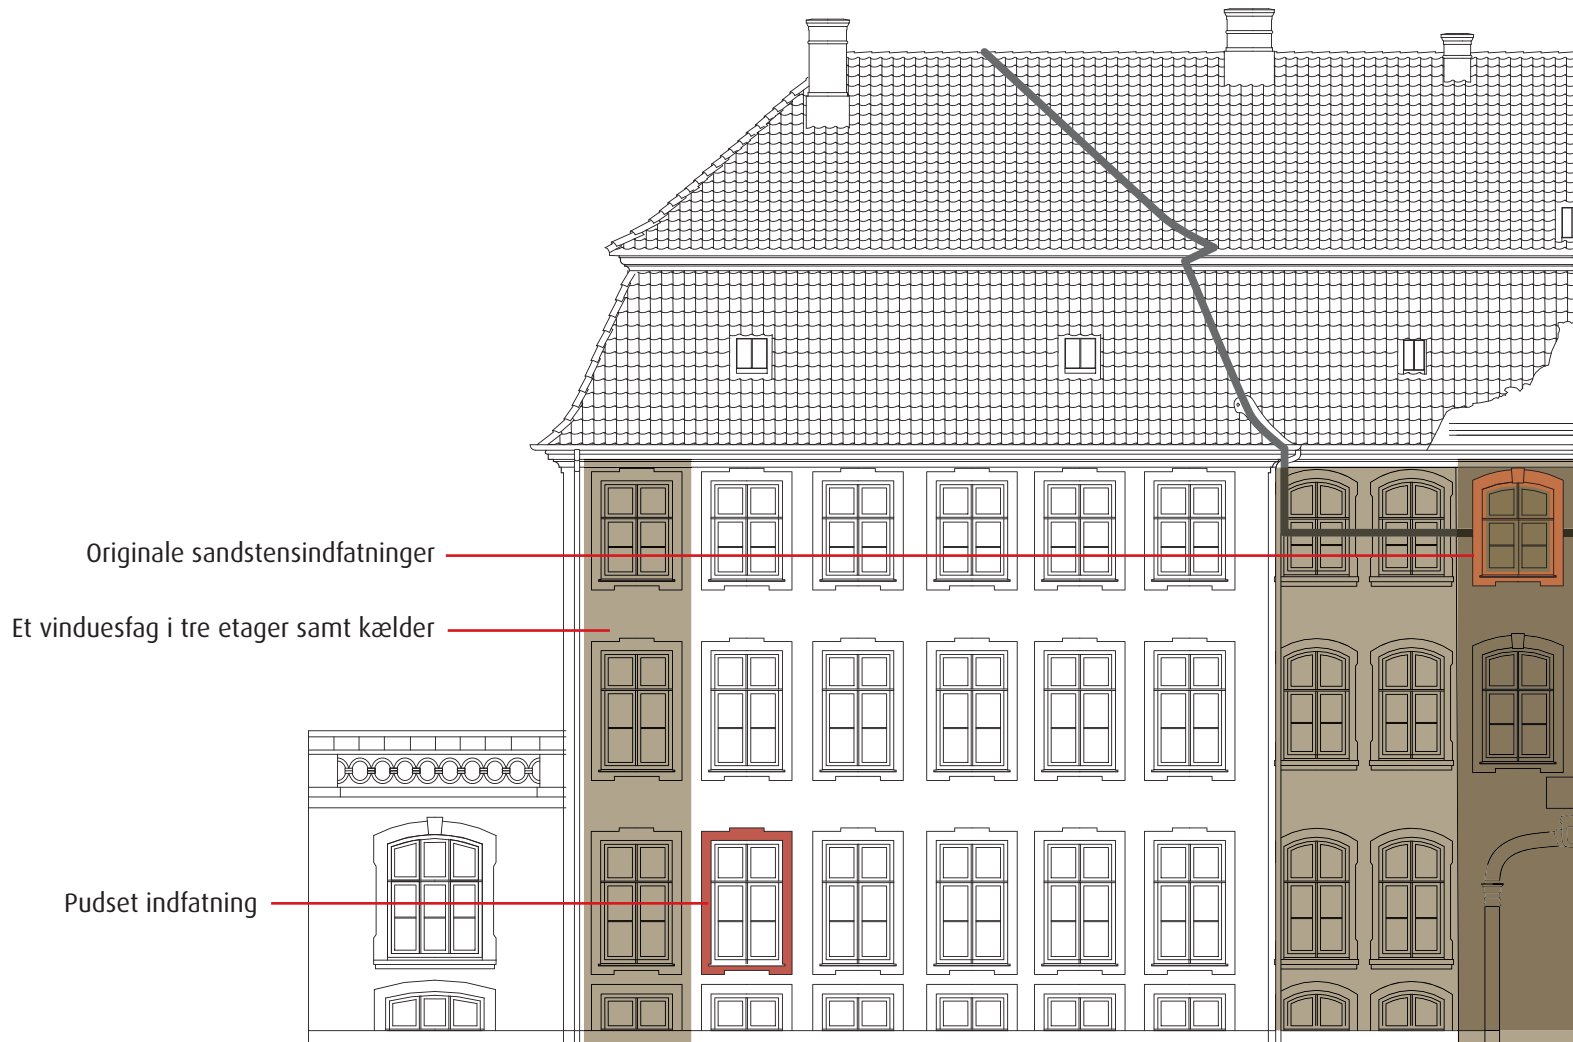 Originale sandstensindfatninger
Et vinduesfag i tre etager samt kælder
Pudset indfatning